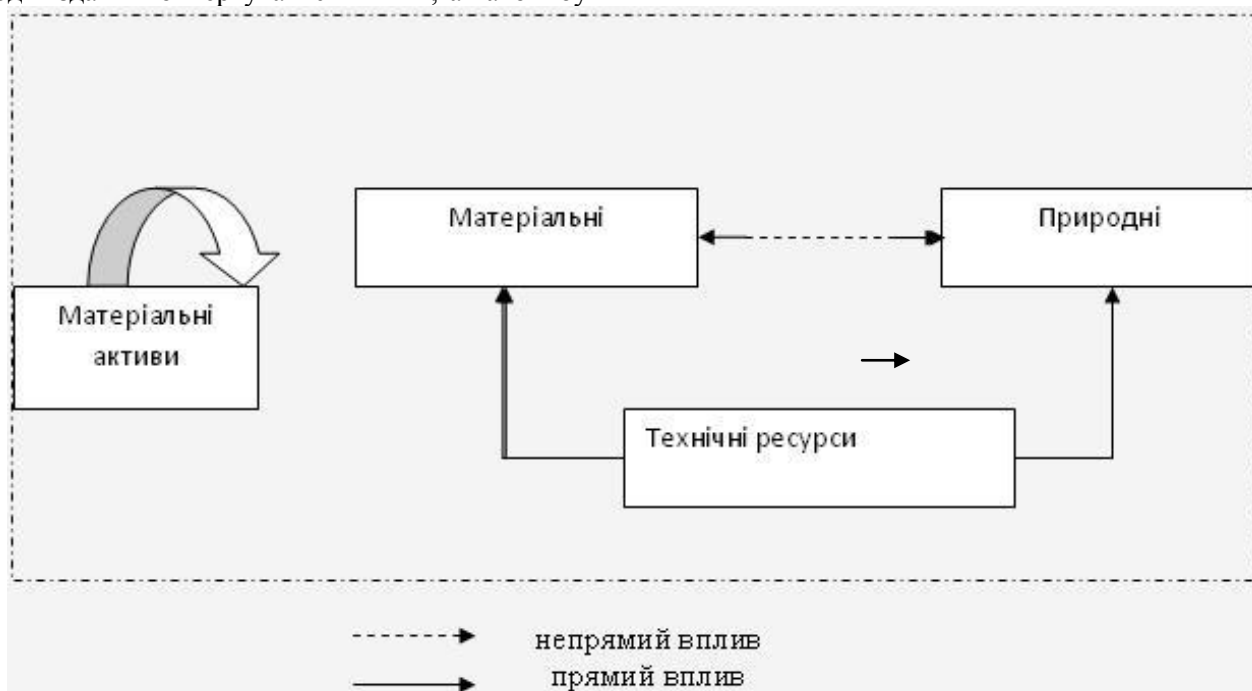 Матеріальні
Природні
Матеріальні
активи
Технічні ресурси
непрямий вплив
прямий вплив